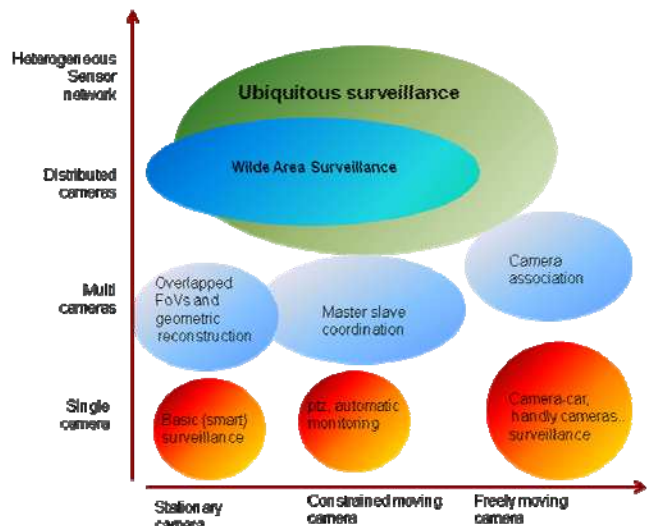 Heterogeneous
Sensor
network
Ubiquitous surveillance
Wilde Area Surveillance
Distributed
cameras
Camera
association
Overlapped
FoVs and
geometric
reconstruction
Multi
cameras
Master slave
coordination
Single
camera
Basic (smart)
surveillance
ptz, automatic
monitoring
Camera-car,
handly cameras..
surveillance
Stationary
camera
Constrained moving
camera
Freely moving
camera